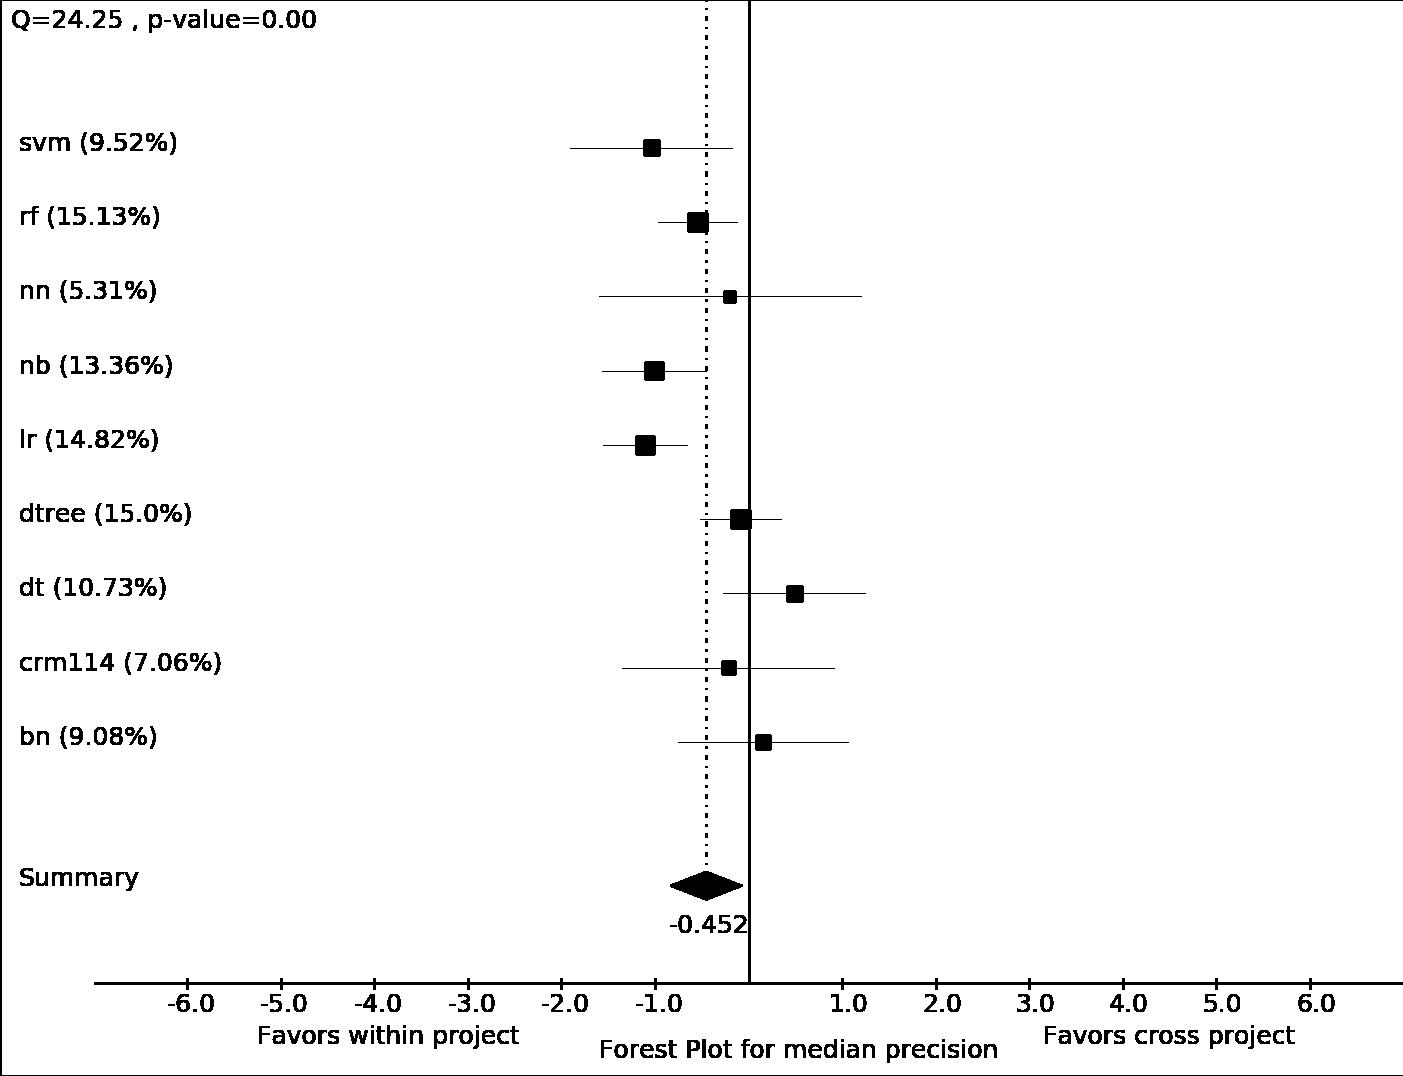 Q=24.25 , p-value=0.00
svm (9.52%)
rf (15.13%)
nn (5.31%)
nb (13.36%)
lr (14.82%)
dtree (15.0%)
dt (10.73%)
crm114 (7.06%)
bn (9.08%)
Summary
-0.452
-6.0 -5.0 -4.0 -3.0 -2.0 -1.0 1.0 2.0 3.0 4.0 5.0 6.0
Favors within project Favors cross project
Forest Plot for median precision